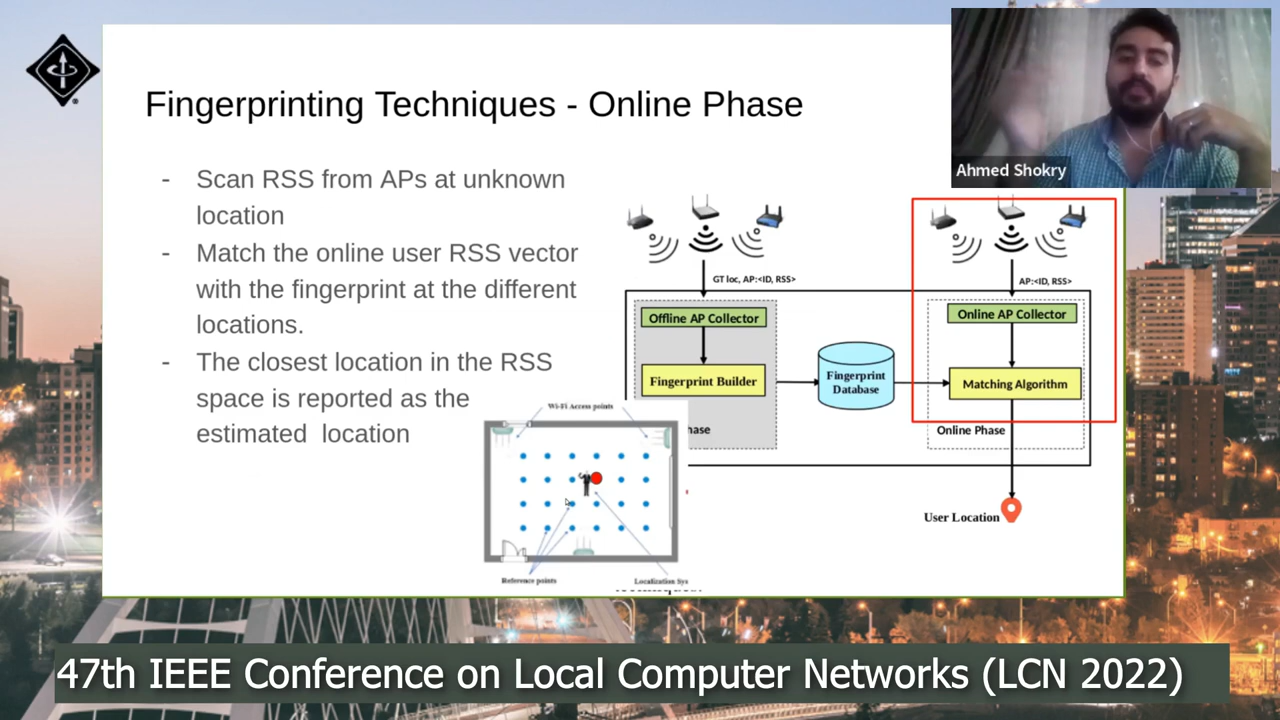 Fingerprinting Techniques - Online Phase
Ahmed Shokry
- Scan RSS from APs at unknown
location
- Match the online user RSS vector
with the fingerprint at the different
locations.
- The closest location in the RSS
space is reported as the
estimated location
GT loc, AP:<ID, RSS>
AP:<ID, RSS>
Offline AP Collector
Online AP Collector
Fingerprint Builder
Fingerprint
Database
Matching Algorithm
hase
Online Phase
User Location
Wi-Fi Access points
Reference points
Localization Sys
47th IEEE Conference on Local Computer Networks (LCN 2022)